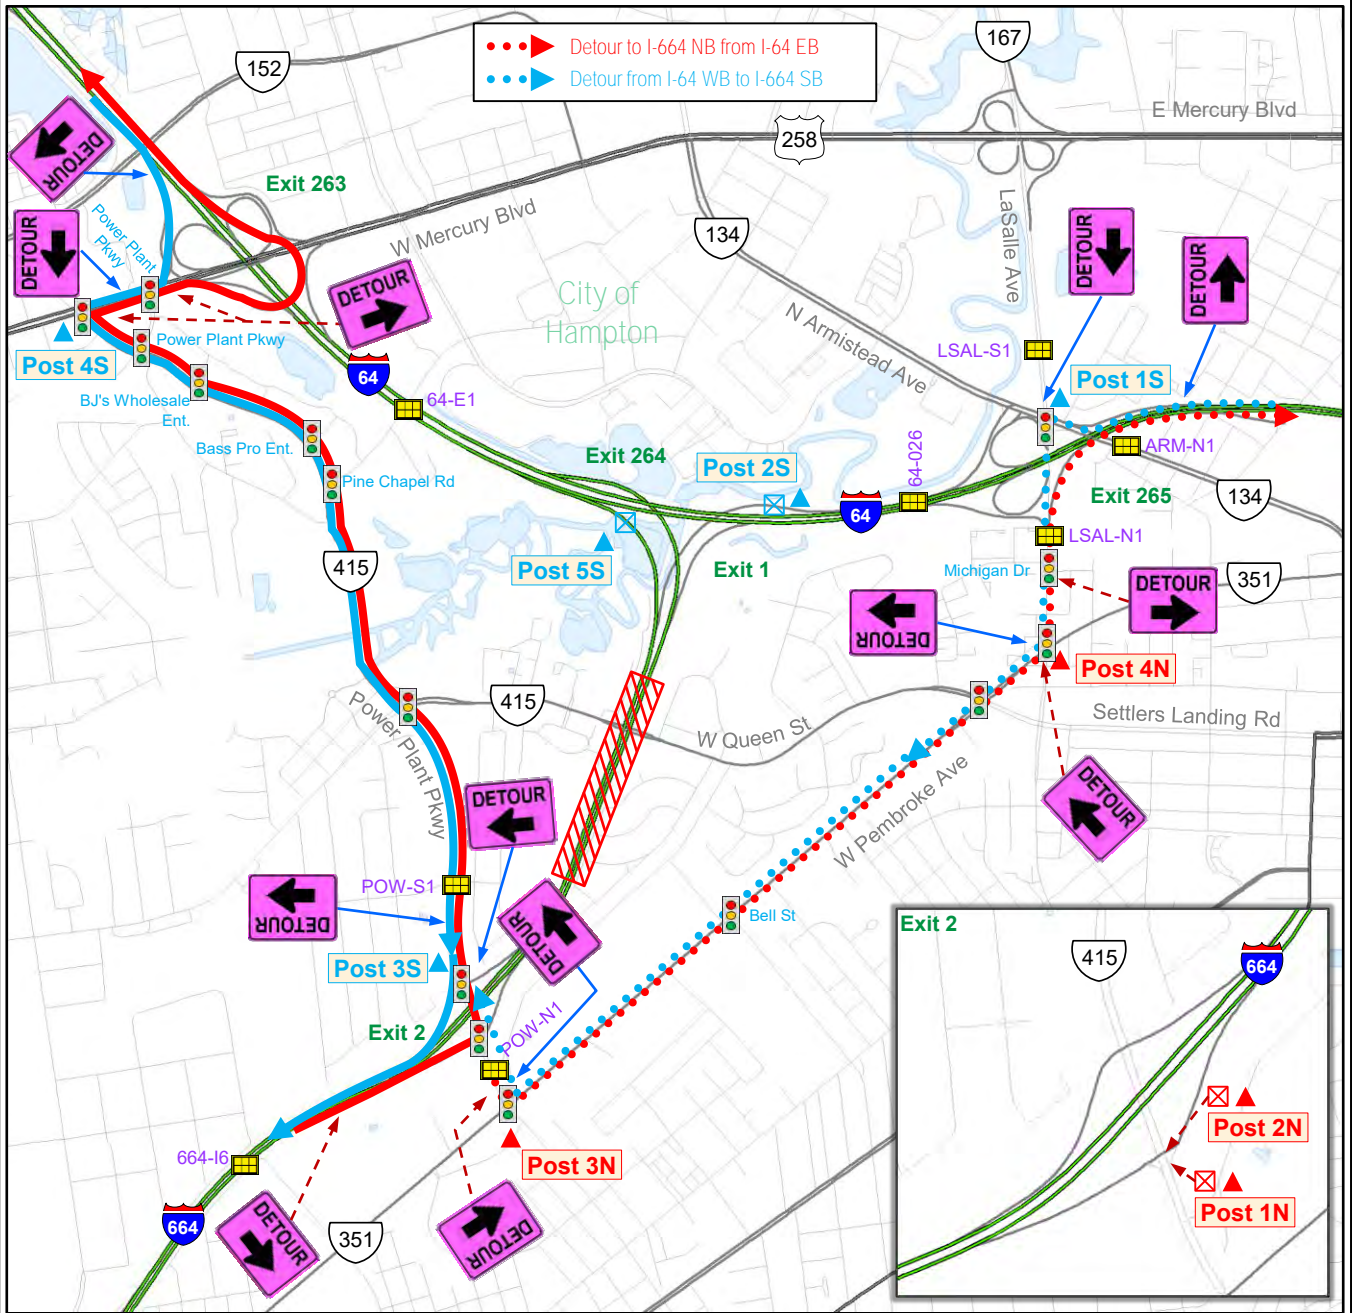 Detour to I-664 NB from I-64 EB
Detour from I-64 WB to I-664 SB
152
167
258
E Mercury Blvd
DETOUR
Exit 263
W Mercury Blvd
134
LaSalle Ave
DETOUR
Power Plant
Pkwy
DETOUR
DETOUR
DETOUR
City of
Hampton
N Armistead Ave
LSAL-S1
Post 4S
Power Plant Pkwy
64
Post 1S
BJ's Wholesale
Ent.
64-E1
Bass Pro Ent.
Exit 264
Post 2S
64-026
ARM-N1
Pine Chapel Rd
Exit 265
134
64
415
Post 5S
Exit 1
LSAL-N1
Michigan Dr
DETOUR
351
DETOUR
Post 4N
415
W Queen St
Settlers Landing Rd
Power Plant Pkwy
DETOUR
W Pembroke Ave
DETOUR
POW-S1
DETOUR
Bell St
DETOUR
Post 3S
Exit 2
POW-N1
664-I6
Post 3N
DETOUR
DETOUR
664
351
Exit 2
415
664
Post 2N
Post 1N